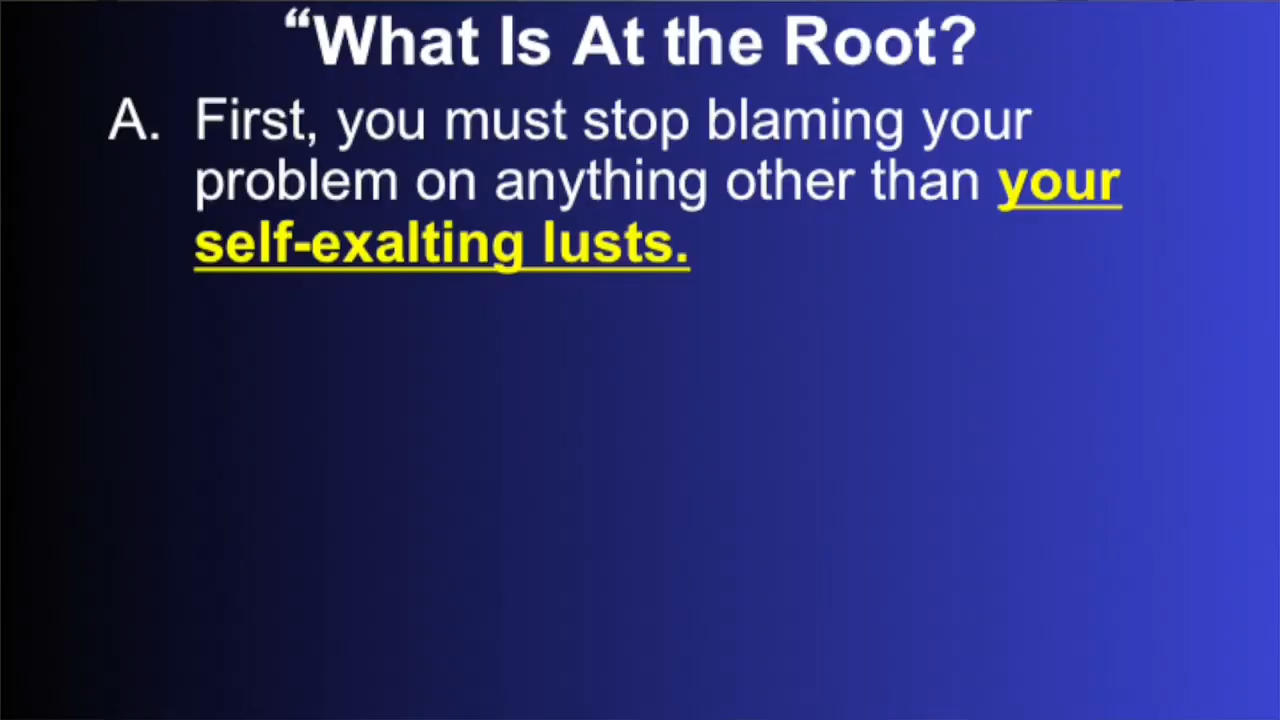 “What Is At the Root?
A. First, you must stop blaming your
problem on anything other than your
self-exalting lusts.